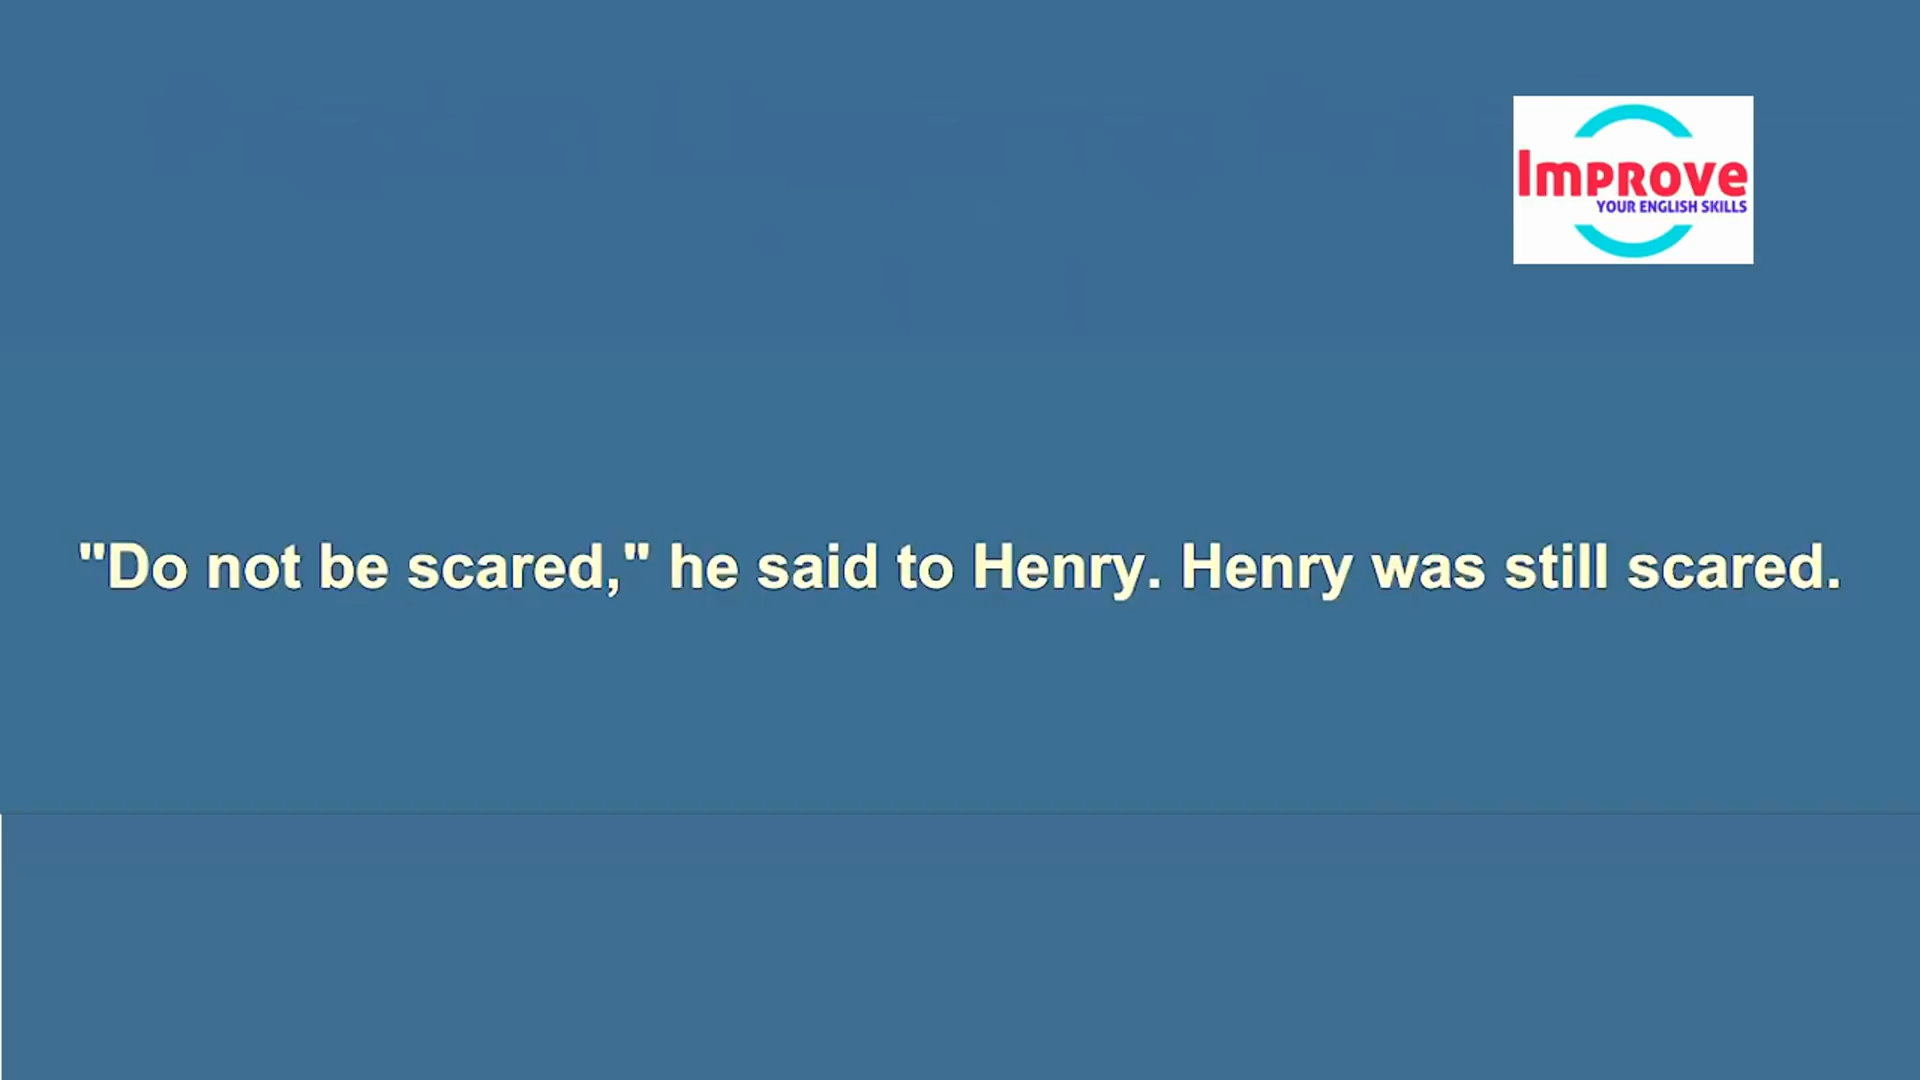 Improve
YOUR ENGLISH SKILLS
"Do not be scared," he said to Henry. Henry was still scared.